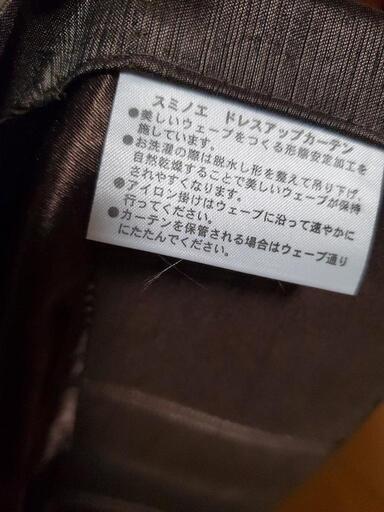 スミノエ　ドレスアップカーテン
●美しいウェーブをつくる形態安定加工を
施しています。
●お洗濯の際は脱水し形を整えて吊り下げ、
自然乾燥することで美しいウェーブが保持
されやすくなります。
●アイロン掛けはウェーブに沿って速やかに
行ってください。
●カーテンを保管される場合はウェーブ通り
にたたんでください。